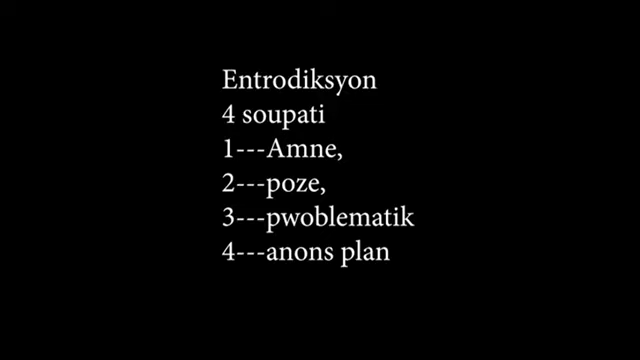 Entrodiksyon
4 soupati
1---Amne,
2---poze,
3---pwoblematik
4---anons plan